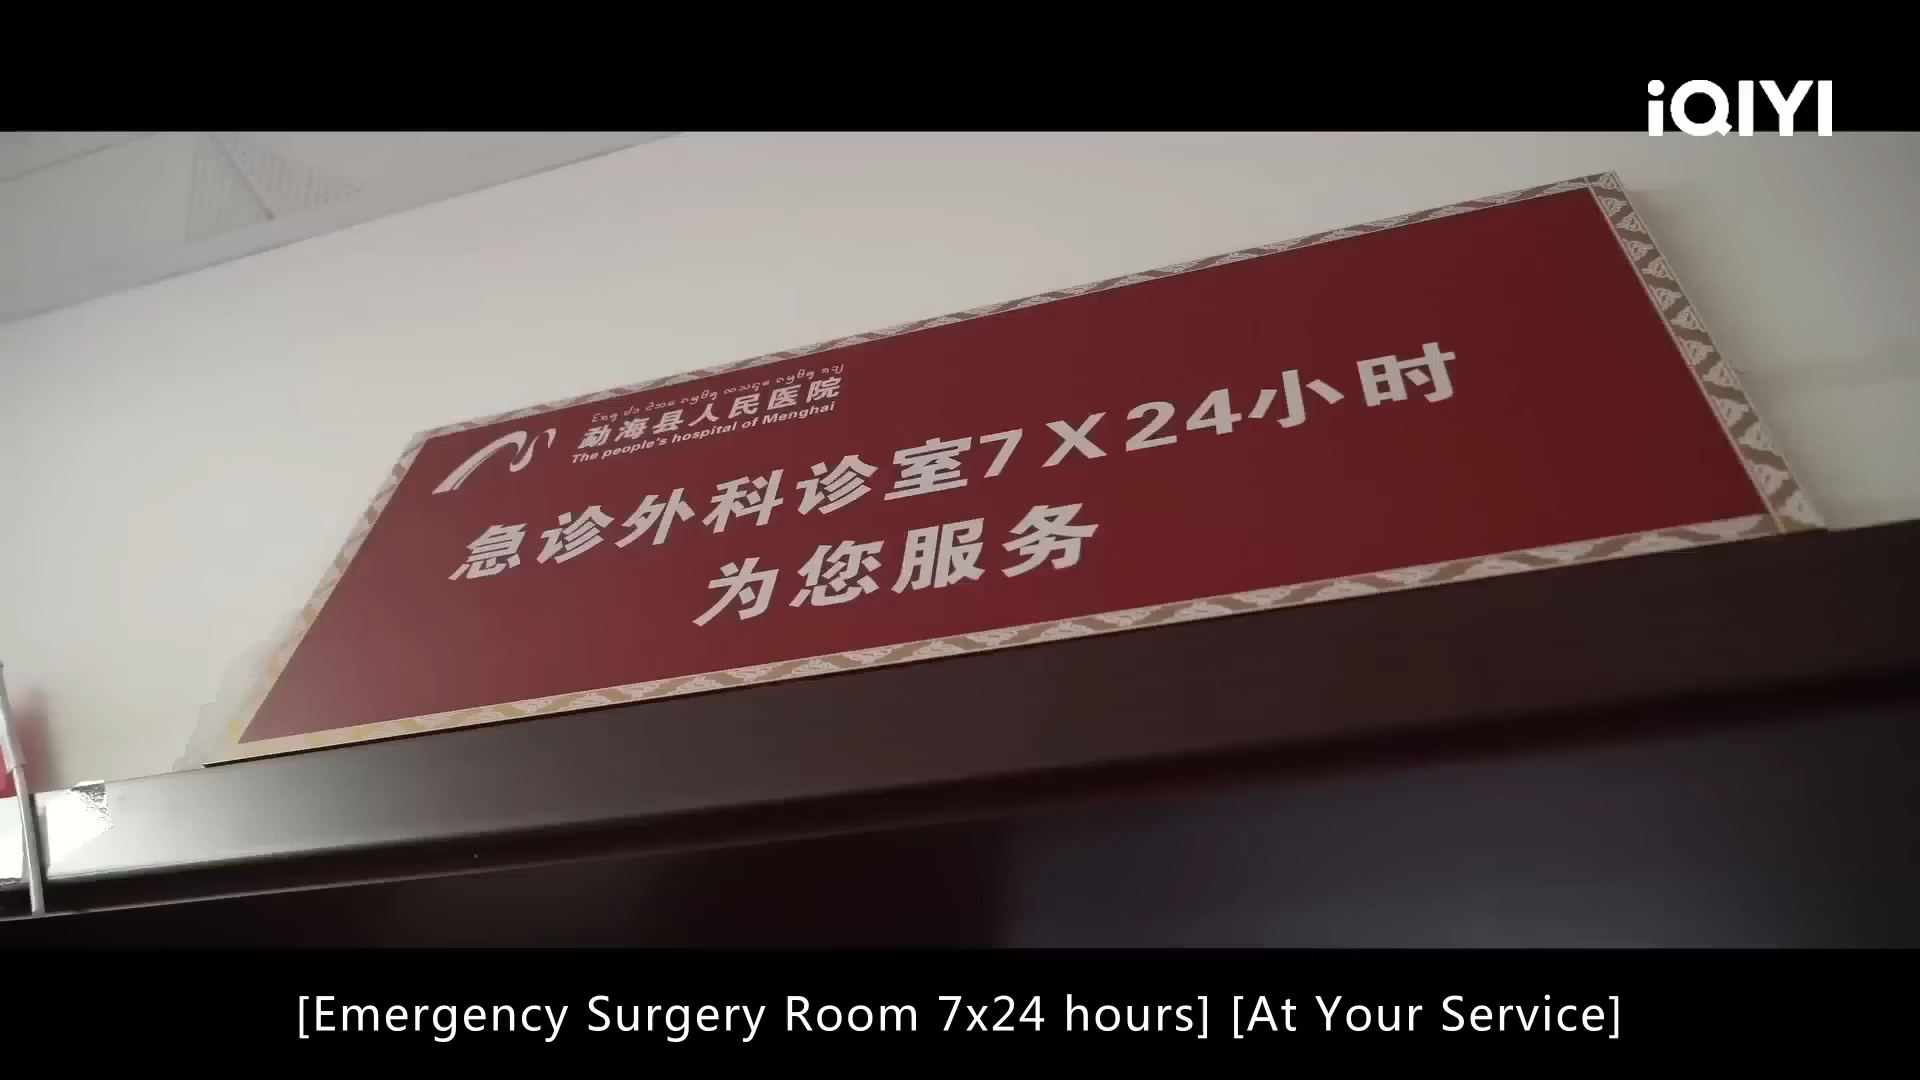 iQIYI
勐海县人民医院
The people's hospital of Menghai
急诊外科诊室7X24小时
为您服务
[Emergency Surgery Room 7x24 hours] [At Your Service]